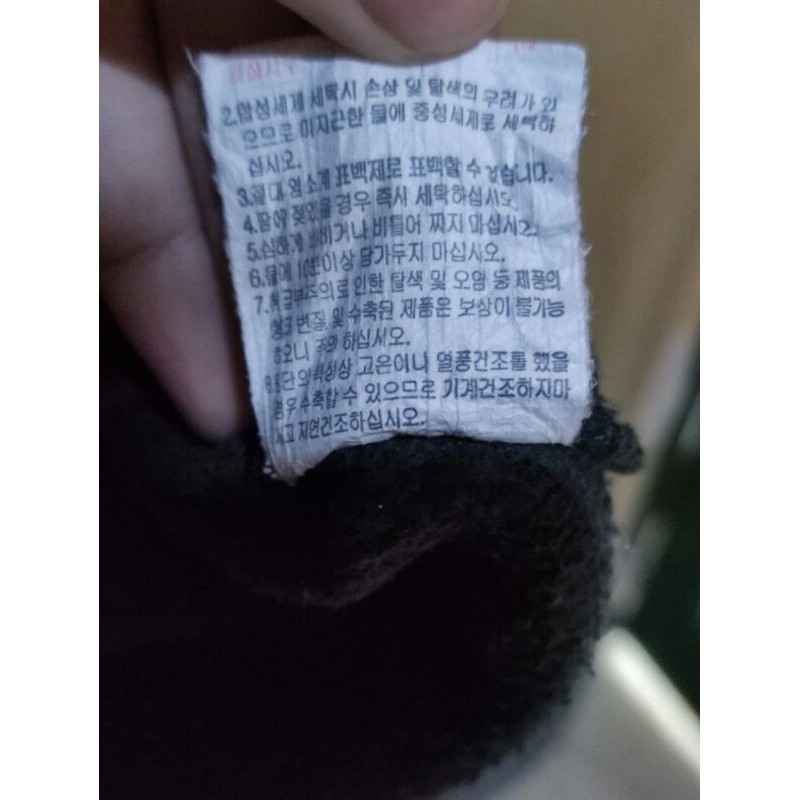 2.합성세제 세탁시 손상 및 탈색의 우려가 있
으므로 미지근한 물에 중성세제로 세탁하
십시오.
3.절대 염소계 표백제로 표백할 수 없습니다.
4.땀에 젖었을 경우 즉시 세탁하십시오
5.심하게 비비거나 비틀어 짜지 마십시오.
6.물에 10분이상 담가두지 마십시오.
7.취급부주의로 인한 탈색 및 오염 등 제품의
변질 및 수축된 제품은 보상이 불가능
하오니 주의 하십시오.
특성상 고온이나 열풍건조를 했을
경우 수축할 수 있으므로 기계건조하지마
시고 자연건조하십시오.